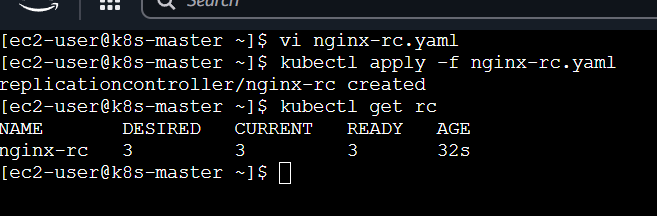 Search
[ec2-user@k8s-master ~]$ vi nginx-rc.yaml
[ec2-user@k8s-master ~]$ kubectl apply -f nginx-rc.yaml
replicationcontroller/nginx-rc created
[ec2-user@k8s-master ~]$ kubectl get rc
NAME DESIRED CURRENT READY AGE
nginx-rc 3 3 3 32s
[ec2-user@k8s-master ~]$